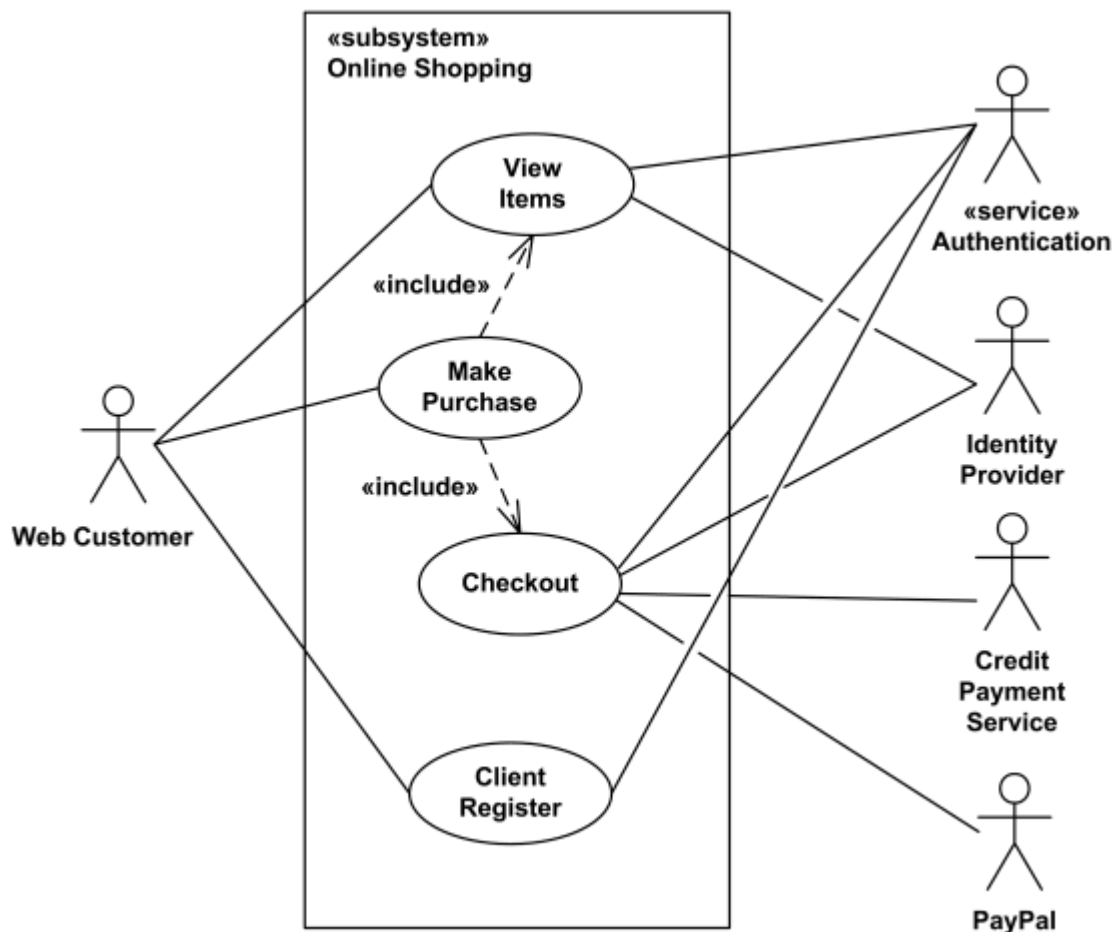 «subsystem»
Online Shopping
View
Items
«service»
Authentication
«include»
Make
Purchase
Identity
Provider
«include»
Web Customer
Checkout
Credit
Payment
Service
Client
Register
PayPal